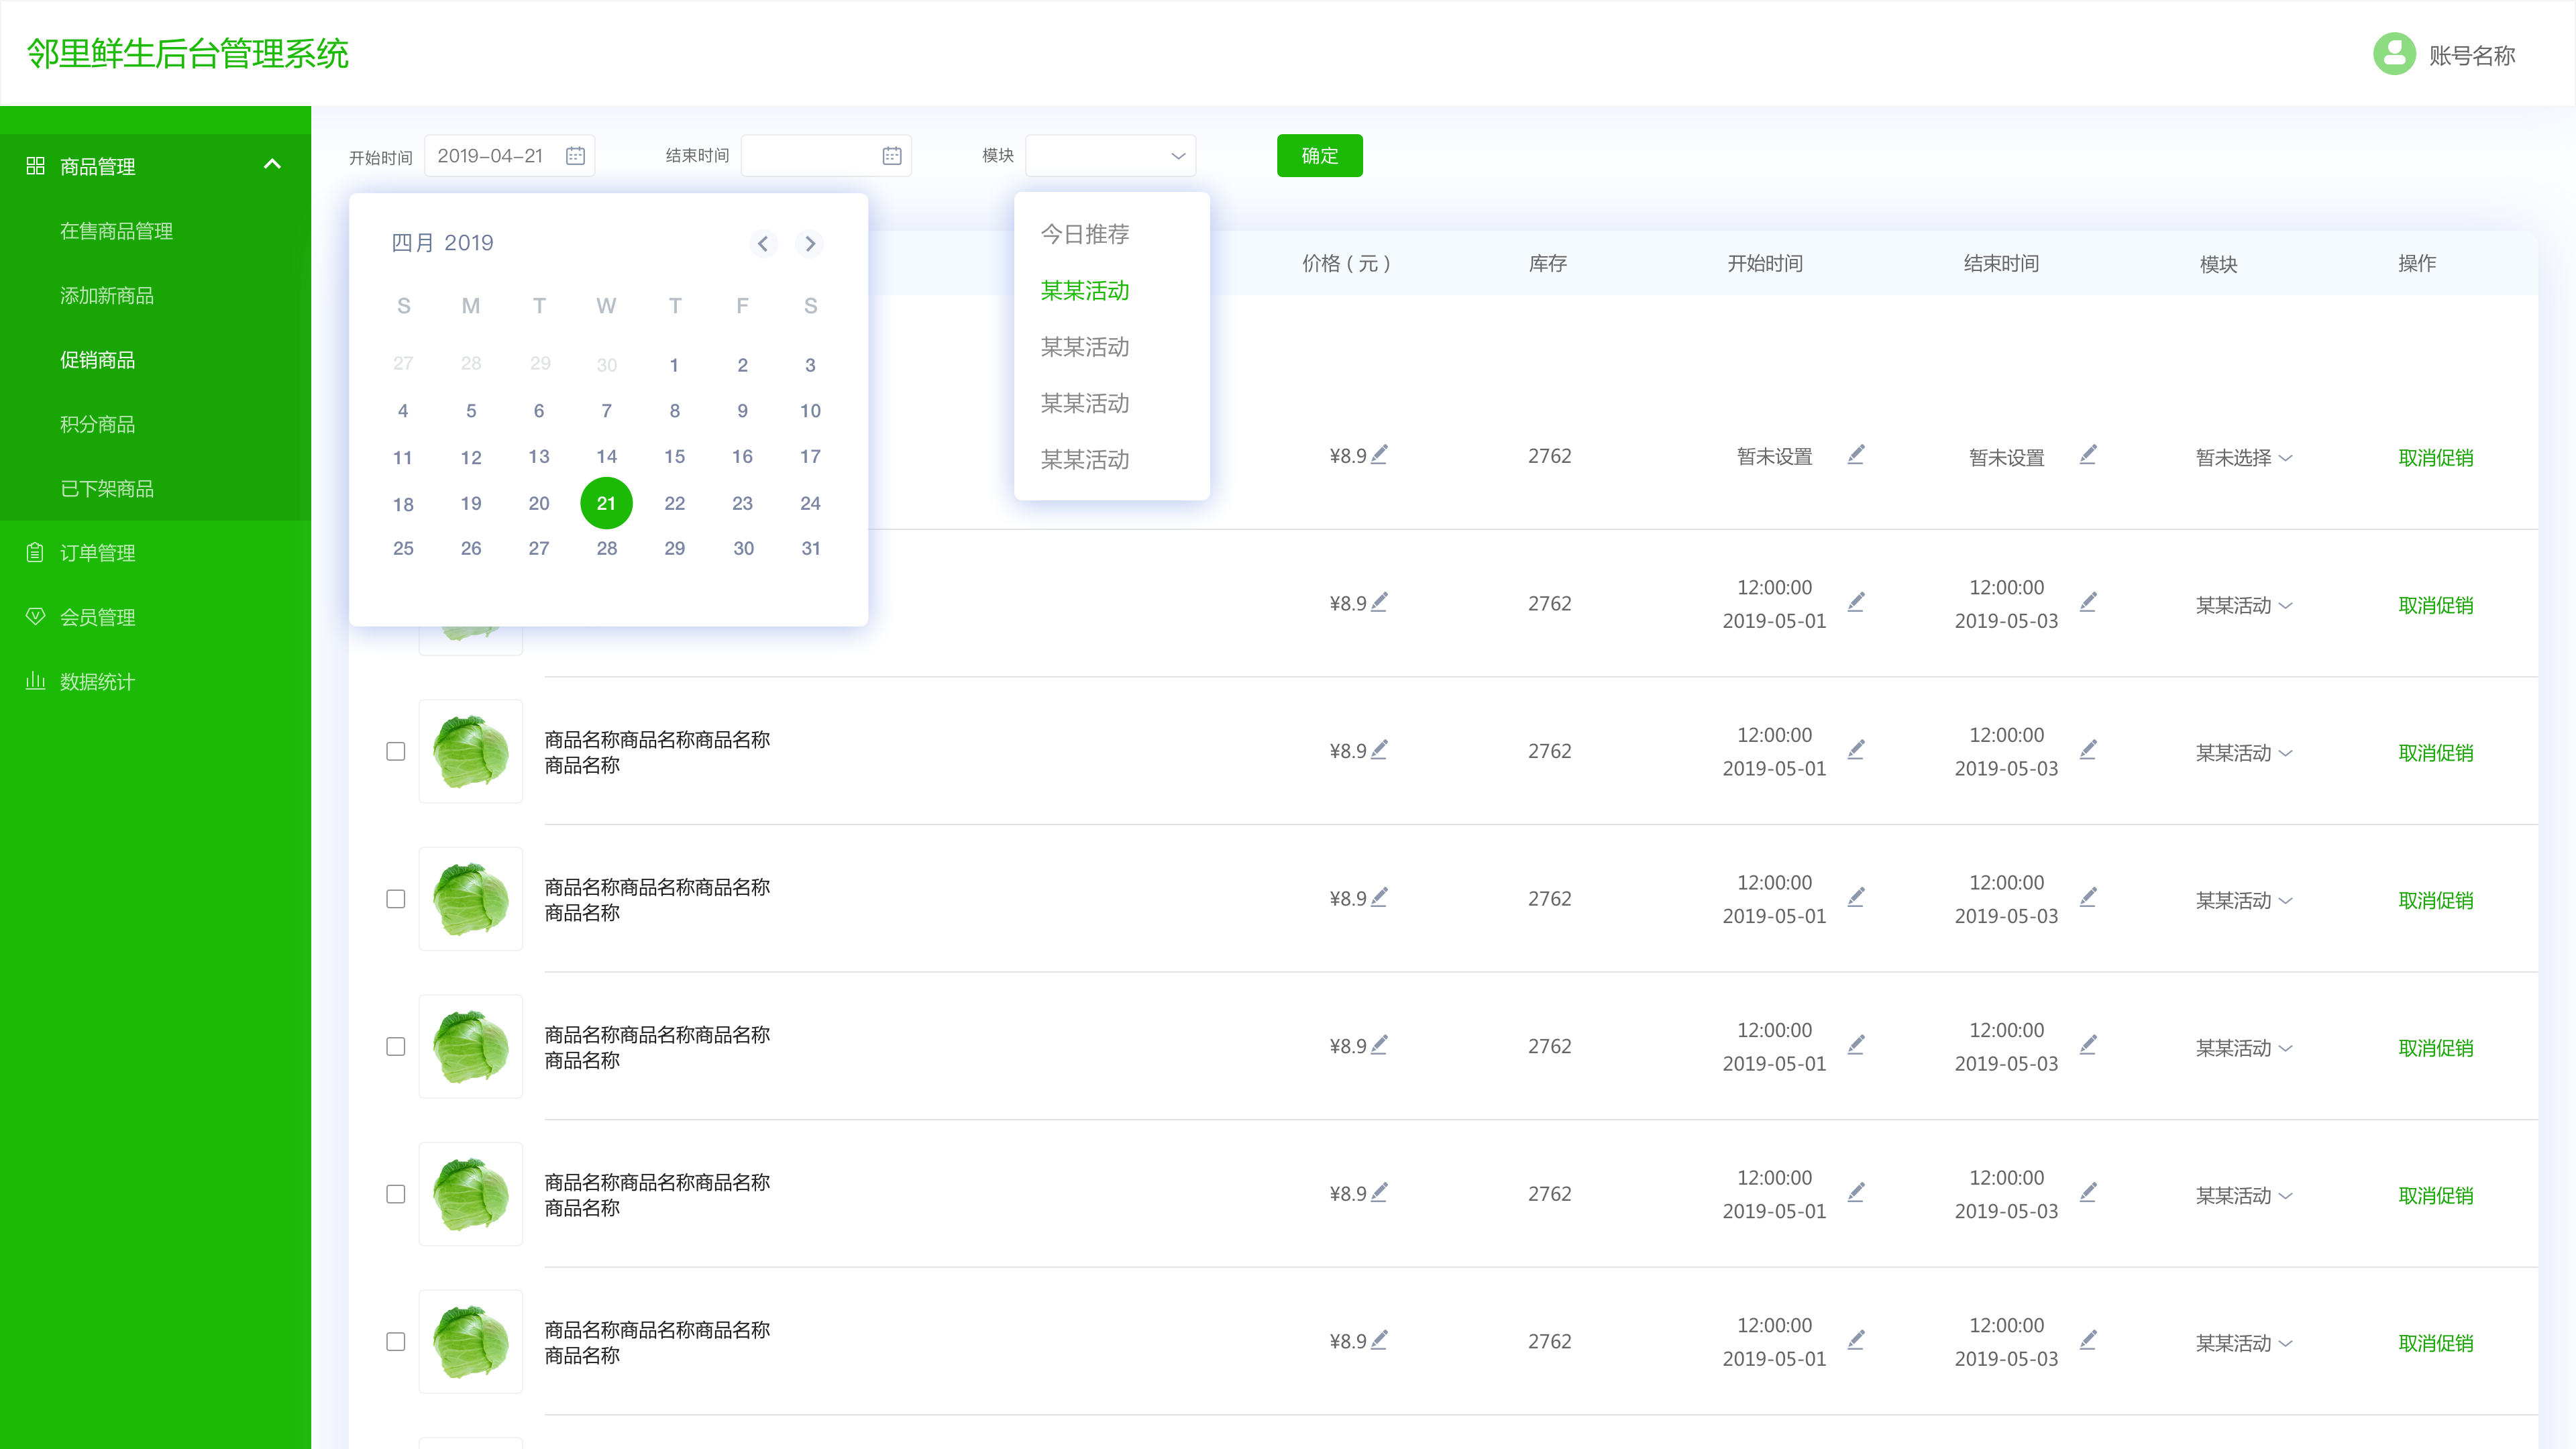 邻里鲜生后台管理系统
账号名称
商品管理
在售商品管理
添加新商品
促销商品
积分商品
已下架商品
订单管理
会员管理
数据统计
开始时间 2019-04-21 结束时间 模块 确定
四月 2019
S M T W T F S
27 28 29 30 1 2 3
4 5 6 7 8 9 10
11 12 13 14 15 16 17
18 19 20 21 22 23 24
25 26 27 28 29 30 31
今日推荐
某某活动
某某活动
某某活动
某某活动
价格（元） 库存 开始时间 结束时间 模块 操作
¥8.9 2762 暂未设置 暂未设置 暂未选择 取消促销
12:00:00 12:00:00
¥8.9 2762 某某活动 取消促销
2019-05-01 2019-05-03
商品名称商品名称商品名称 12:00:00 12:00:00
¥8.9 2762 某某活动 取消促销
商品名称 2019-05-01 2019-05-03
商品名称商品名称商品名称 12:00:00 12:00:00
¥8.9 2762 某某活动 取消促销
商品名称 2019-05-01 2019-05-03
商品名称商品名称商品名称 12:00:00 12:00:00
¥8.9 2762 某某活动 取消促销
商品名称 2019-05-01 2019-05-03
商品名称商品名称商品名称 12:00:00 12:00:00
¥8.9 2762 某某活动 取消促销
商品名称 2019-05-01 2019-05-03
商品名称商品名称商品名称 12:00:00 12:00:00
¥8.9 2762 某某活动 取消促销
商品名称 2019-05-01 2019-05-03